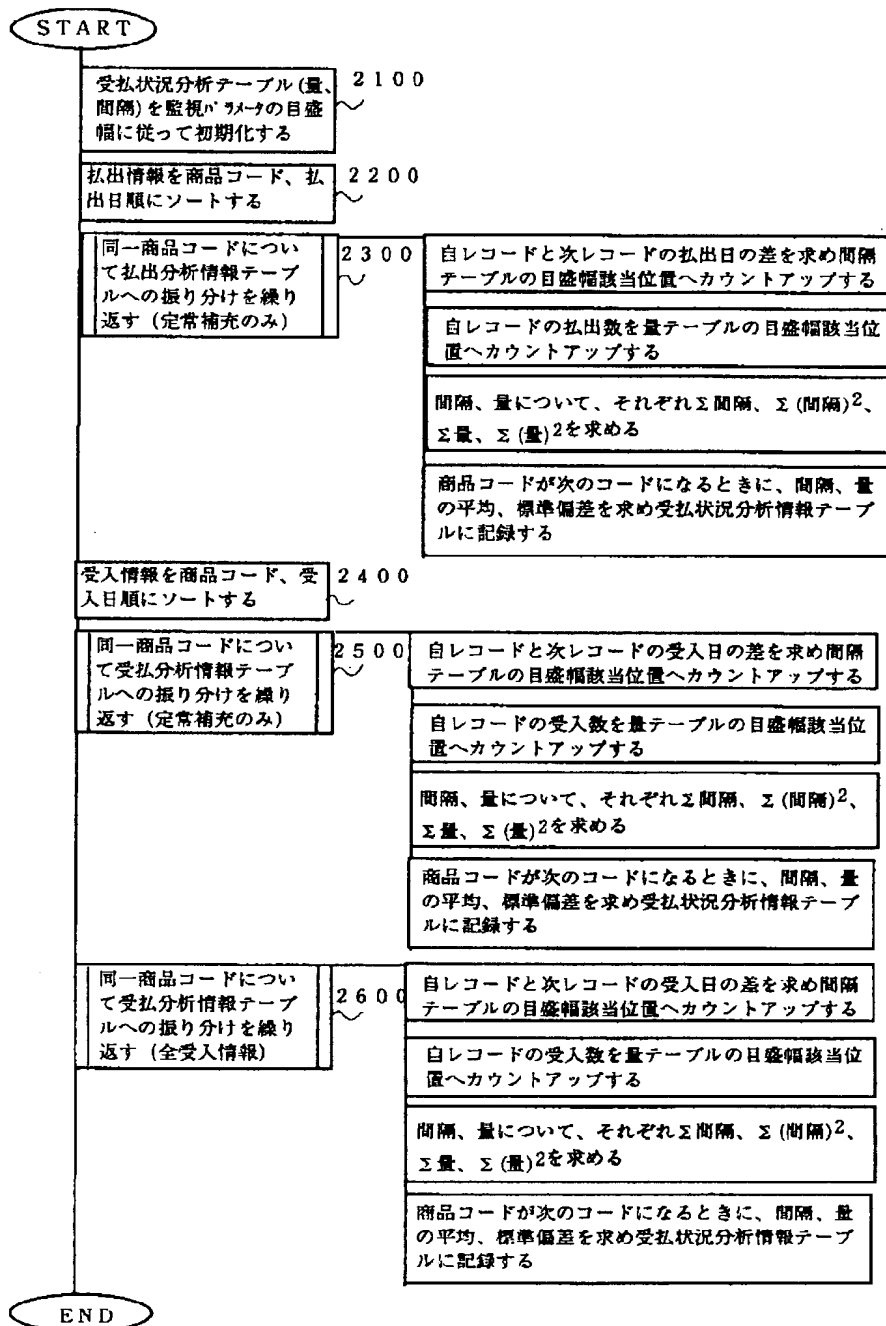 START
受払状況分析テーブル(量、
間隔)を監視パラメータの目盛
幅に従って初期化する
2100
払出情報を商品コード、払
出日順にソートする
2200
同一商品コードについ
て払出分析情報テーブ
ルへの振り分けを繰り
返す（定常補充のみ）
2300
自レコードと次レコードの払出日の差を求め間隔
テーブルの目盛幅該当位置へカウントアップする
自レコードの払出数を量テーブルの目盛幅該当位
置へカウントアップする
間隔、量について、それぞれΣ間隔、Σ(間隔)²、
Σ量、Σ(量)²を求める
商品コードが次のコードになるときに、間隔、量
の平均、標準偏差を求め受払状況分析情報テーブ
ルに記録する
受入情報を商品コード、受
入日順にソートする
2400
同一商品コードについ
て受払分析情報テーブ
ルへの振り分けを繰り
返す（定常補充のみ）
2500
自レコードと次レコードの受入日の差を求め間隔
テーブルの目盛幅該当位置へカウントアップする
自レコードの受入数を量テーブルの目盛幅該当位
置へカウントアップする
間隔、量について、それぞれΣ間隔、Σ(間隔)²、
Σ量、Σ(量)²を求める
商品コードが次のコードになるときに、間隔、量
の平均、標準偏差を求め受払状況分析情報テーブ
ルに記録する
同一商品コードについ
て受払分析情報テーブ
ルへの振り分けを繰り
返す（全受入情報）
2600
自レコードと次レコードの受入日の差を求め間隔
テーブルの目盛幅該当位置へカウントアップする
自レコードの受入数を量テーブルの目盛幅該当位
置へカウントアップする
間隔、量について、それぞれΣ間隔、Σ(間隔)²、
Σ量、Σ(量)²を求める
商品コードが次のコードになるときに、間隔、量
の平均、標準偏差を求め受払状況分析情報テーブ
ルに記録する
END